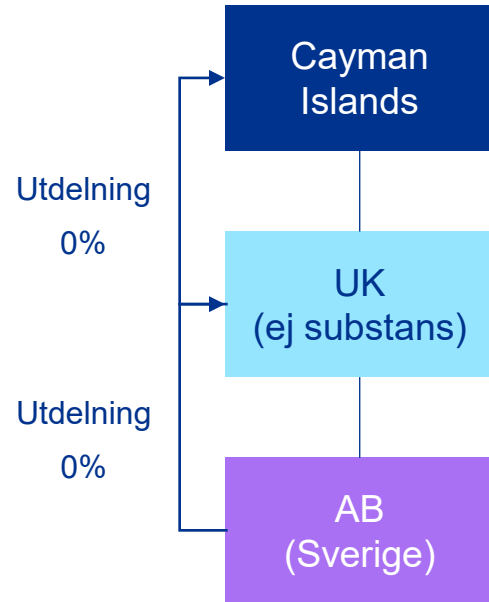 Cayman
Islands
Utdelning
0%
UK
(ej substans)
Utdelning
0%
AB
(Sverige)